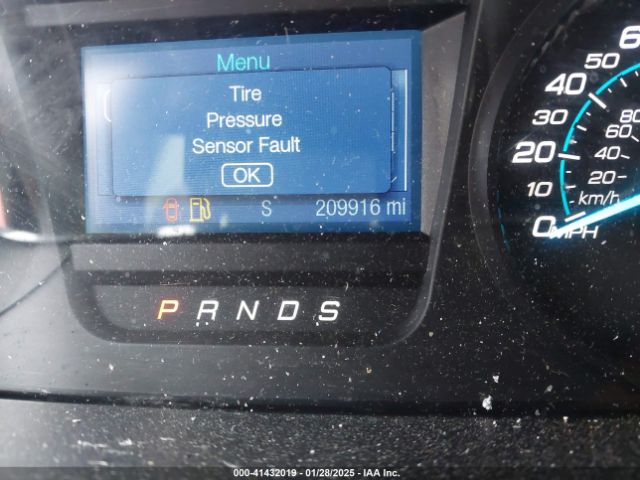 Menu
Tire
Pressure
Sensor Fault
OK
S 209916 mi
P R N D S
60
50
40
30
20
10
0
MPH
80
60
40
20
km/h
000-41432019 - 01/28/2025 - IAA Inc.